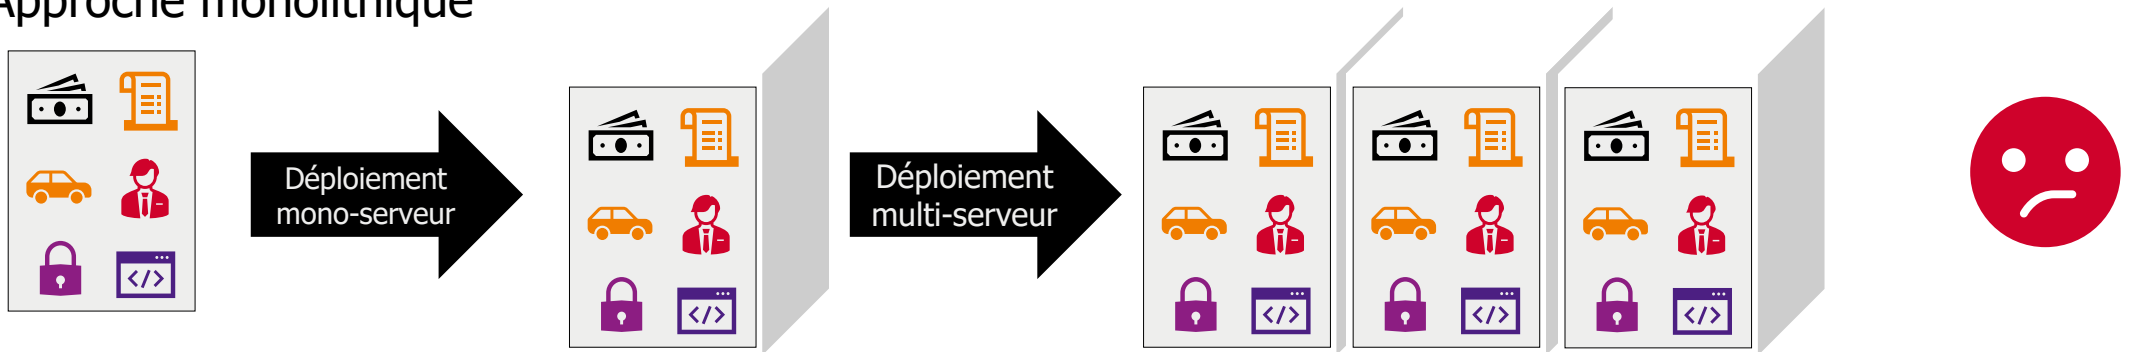 Approche monolithique
Déploiement
mono-serveur
Déploiement
multi-serveur